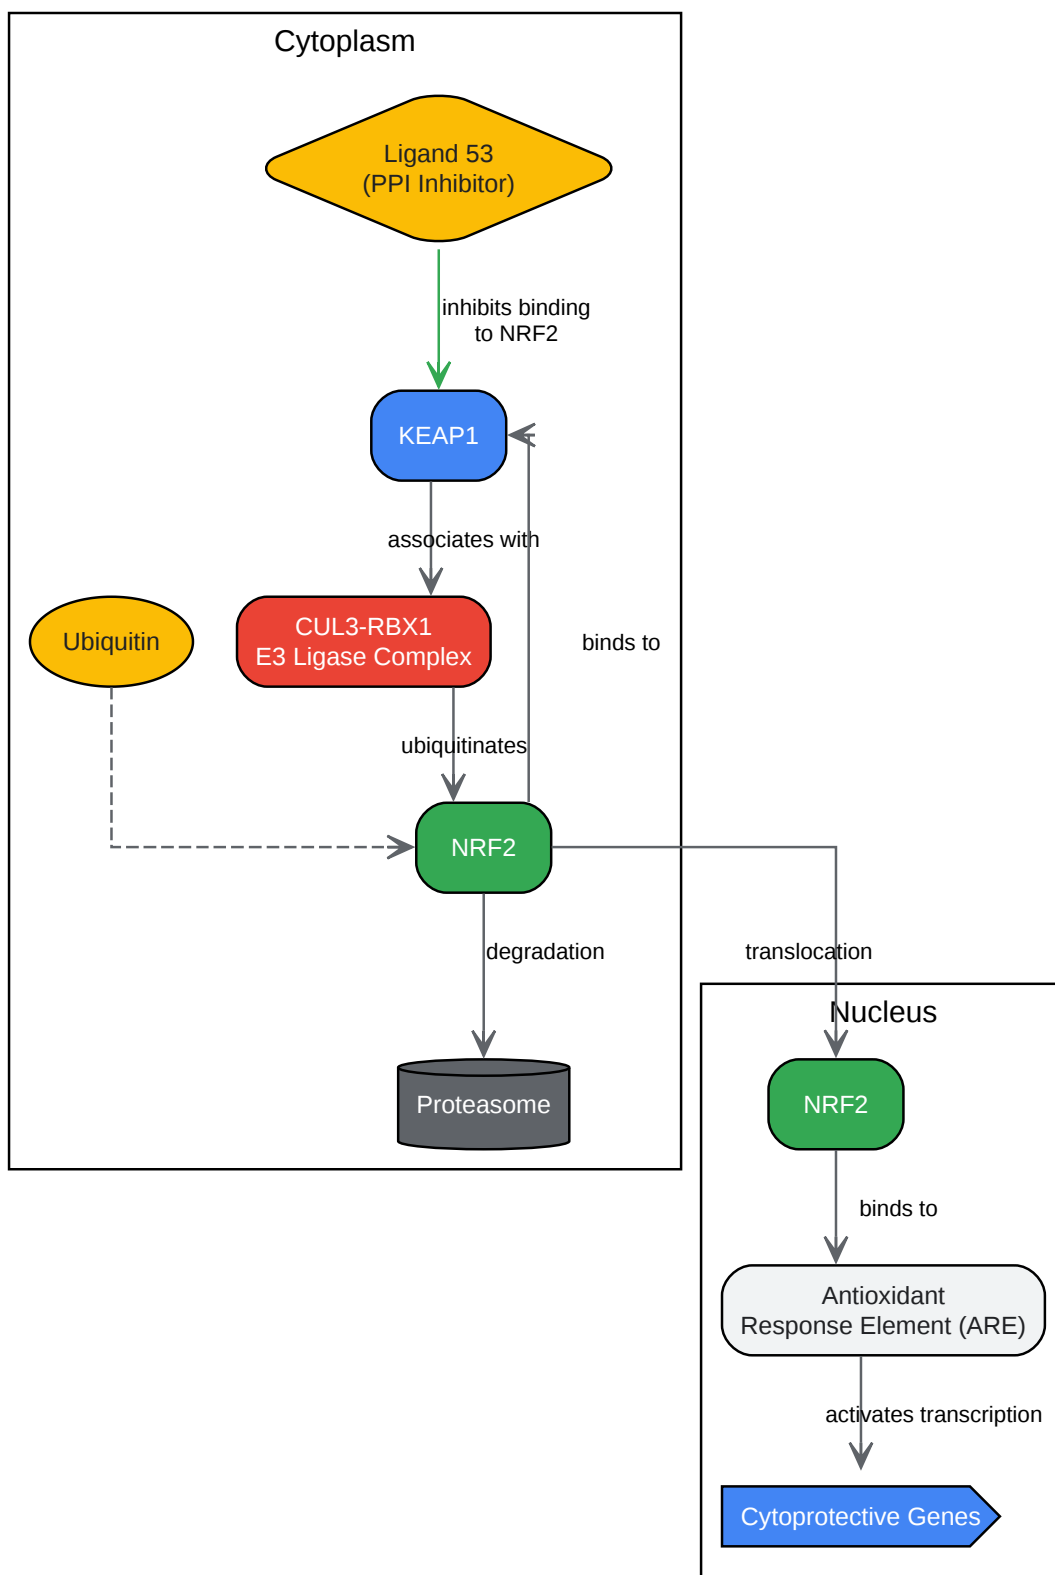 Cytoplasm
Ligand 53
(PPI Inhibitor)
inhibits binding
to NRF2
KEAP1
associates with
Ubiquitin
CUL3-RBX1
E3 Ligase Complex
binds to
ubiquitinates
NRF2
degradation
translocation
Nucleus
Proteasome
NRF2
binds to
Antioxidant
Response Element (ARE)
activates transcription
Cytoprotective Genes